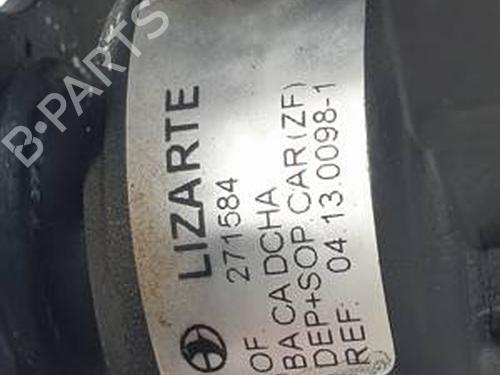 LIZARTE
271584
OF
BA CA DCHA
DEP+SOP. CAR (ZF)
REF: 04.13.0098-1
B-PARTS